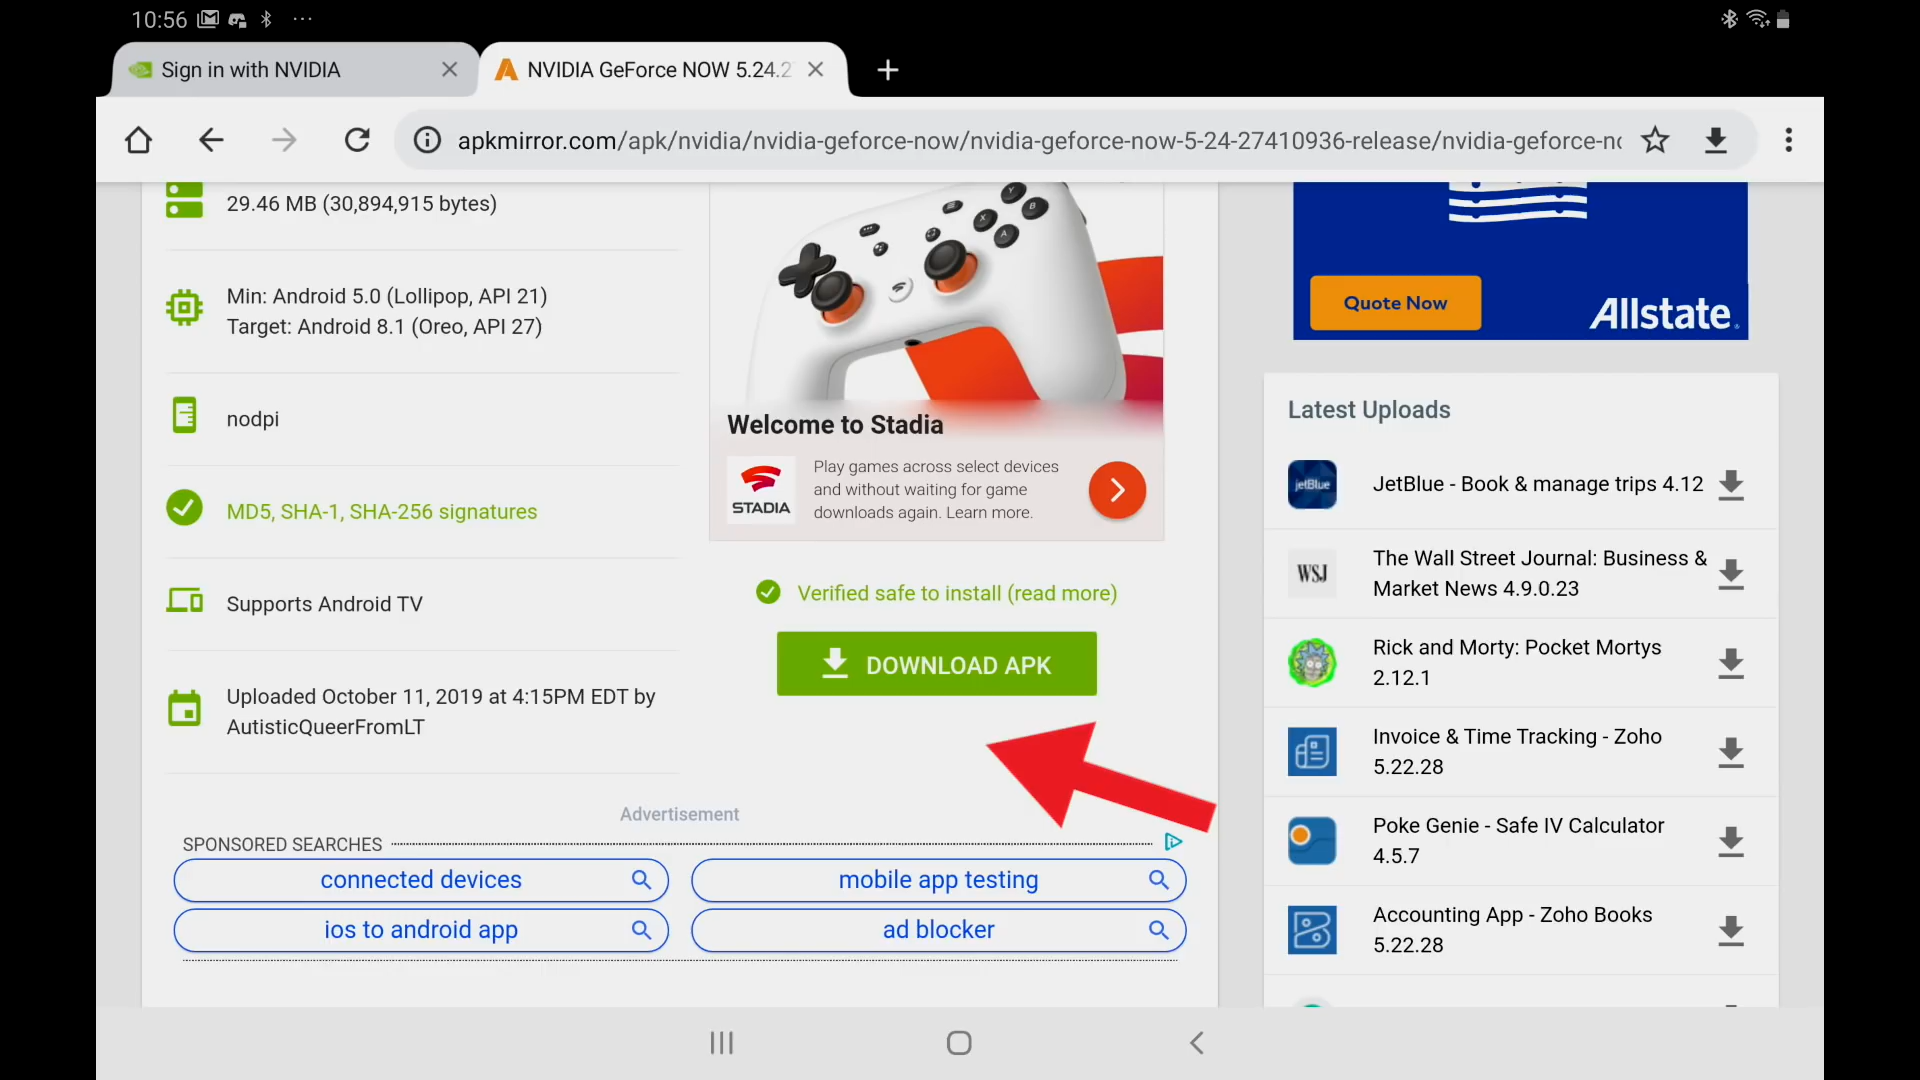 10:56
Sign in with NVIDIA
NVIDIA GeForce NOW 5.24.2
apkmirror.com/apk/nvidia/nvidia-geforce-now/nvidia-geforce-now-5-24-27410936-release/nvidia-geforce-no
29.46 MB (30,894,915 bytes)
Min: Android 5.0 (Lollipop, API 21)
Target: Android 8.1 (Oreo, API 27)
nodpi
MD5, SHA-1, SHA-256 signatures
Supports Android TV
Uploaded October 11, 2019 at 4:15PM EDT by
AutisticQueerFromLT
Y
X
B
A
Welcome to Stadia
STADIA
Play games across select devices
and without waiting for game
downloads again. Learn more.
Verified safe to install (read more)
DOWNLOAD APK
Advertisement
SPONSORED SEARCHES
connected devices
mobile app testing
ios to android app
ad blocker
Quote Now
Allstate
Latest Uploads
jetBlue
JetBlue - Book & manage trips 4.12
WSJ
The Wall Street Journal: Business &
Market News 4.9.0.23
Rick and Morty: Pocket Mortys
2.12.1
Invoice & Time Tracking - Zoho
5.22.28
Poke Genie - Safe IV Calculator
4.5.7
Accounting App - Zoho Books
5.22.28